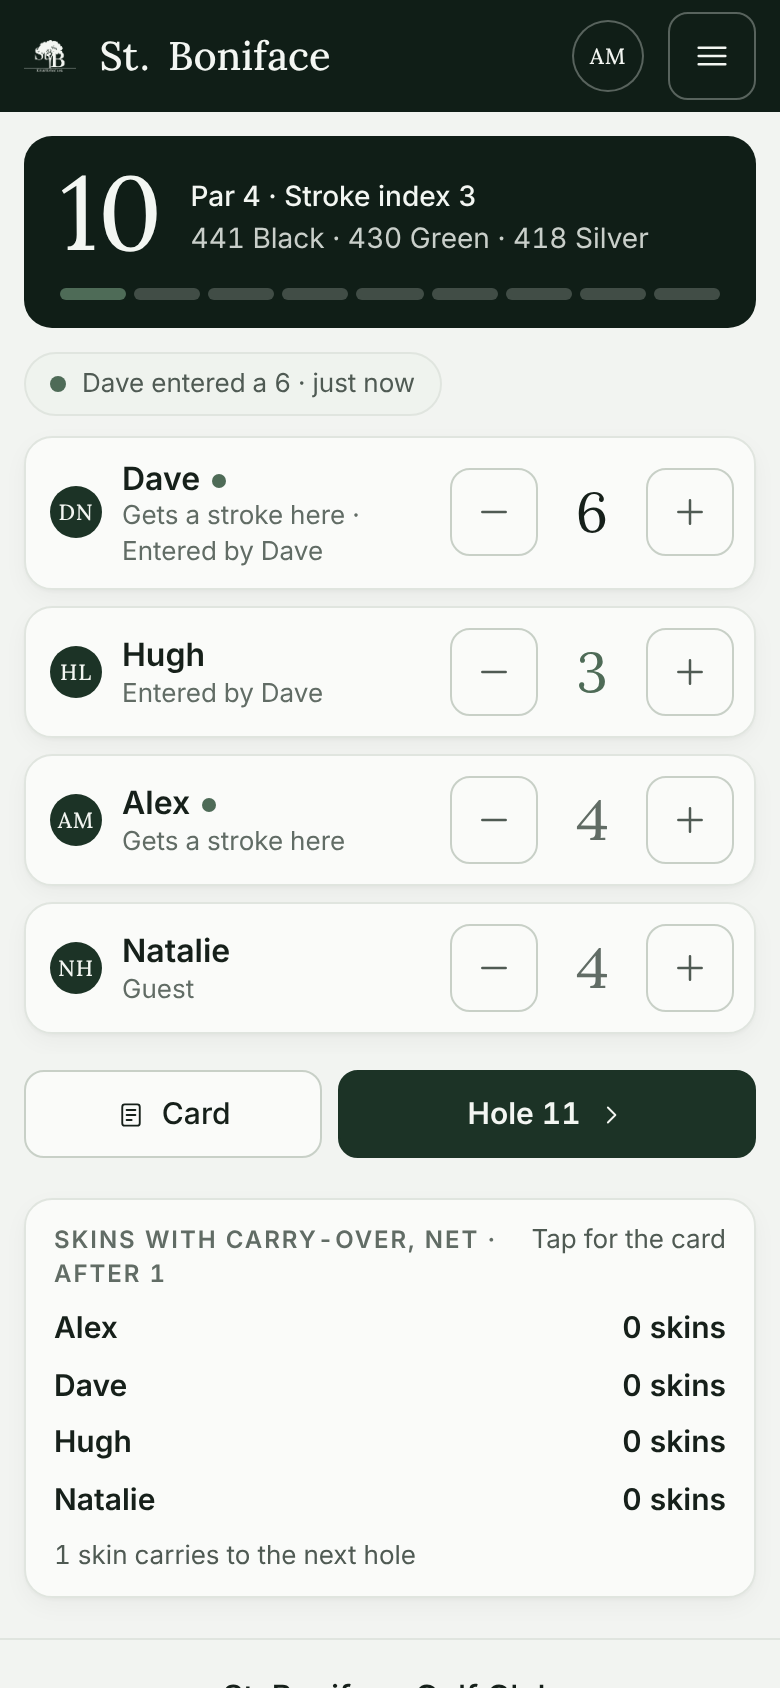 St. Boniface
AM
10
Par 4 · Stroke index 3
441 Black · 430 Green · 418 Silver
Dave entered a 6 · just now
DN
Dave
Gets a stroke here ·
Entered by Dave
− 6 +
HL
Hugh
Entered by Dave
− 3 +
AM
Alex
Gets a stroke here
− 4 +
NH
Natalie
Guest
− 4 +
Card
Hole 11
SKINS WITH CARRY-OVER, NET ·
AFTER 1
Tap for the card
Alex 0 skins
Dave 0 skins
Hugh 0 skins
Natalie 0 skins
1 skin carries to the next hole
St. Boniface Golf Club